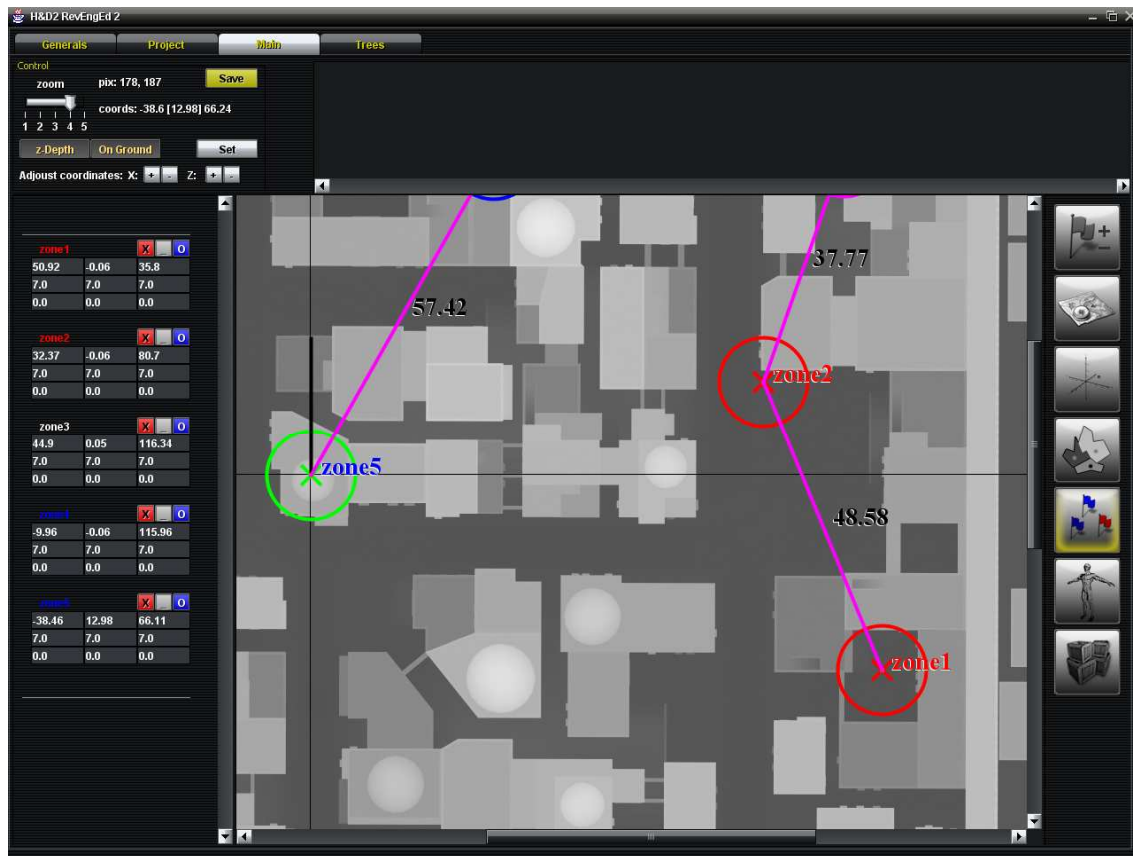 H&D2 RevEngEd 2
Generals Project Main Trees
Control
zoom pix: 178, 187 Save
coords: -38.6 [12.98] 66.24
1 2 3 4 5
z-Depth On Ground Set
Adjoust coordinates: X: + - Z: + -
zone1 X _ O
50.92 -0.06 35.8
7.0 7.0 7.0
0.0 0.0 0.0
zone2 X _ O
32.37 -0.06 80.7
7.0 7.0 7.0
0.0 0.0 0.0
zone3 X _ O
44.9 0.05 116.34
7.0 7.0 7.0
0.0 0.0 0.0
X _ O
-9.96 -0.06 115.96
7.0 7.0 7.0
0.0 0.0 0.0
zone5 X _ O
-38.46 12.98 66.11
7.0 7.0 7.0
0.0 0.0 0.0
37.77
57.42
zone2
zone5
48.58
zone1
+
-